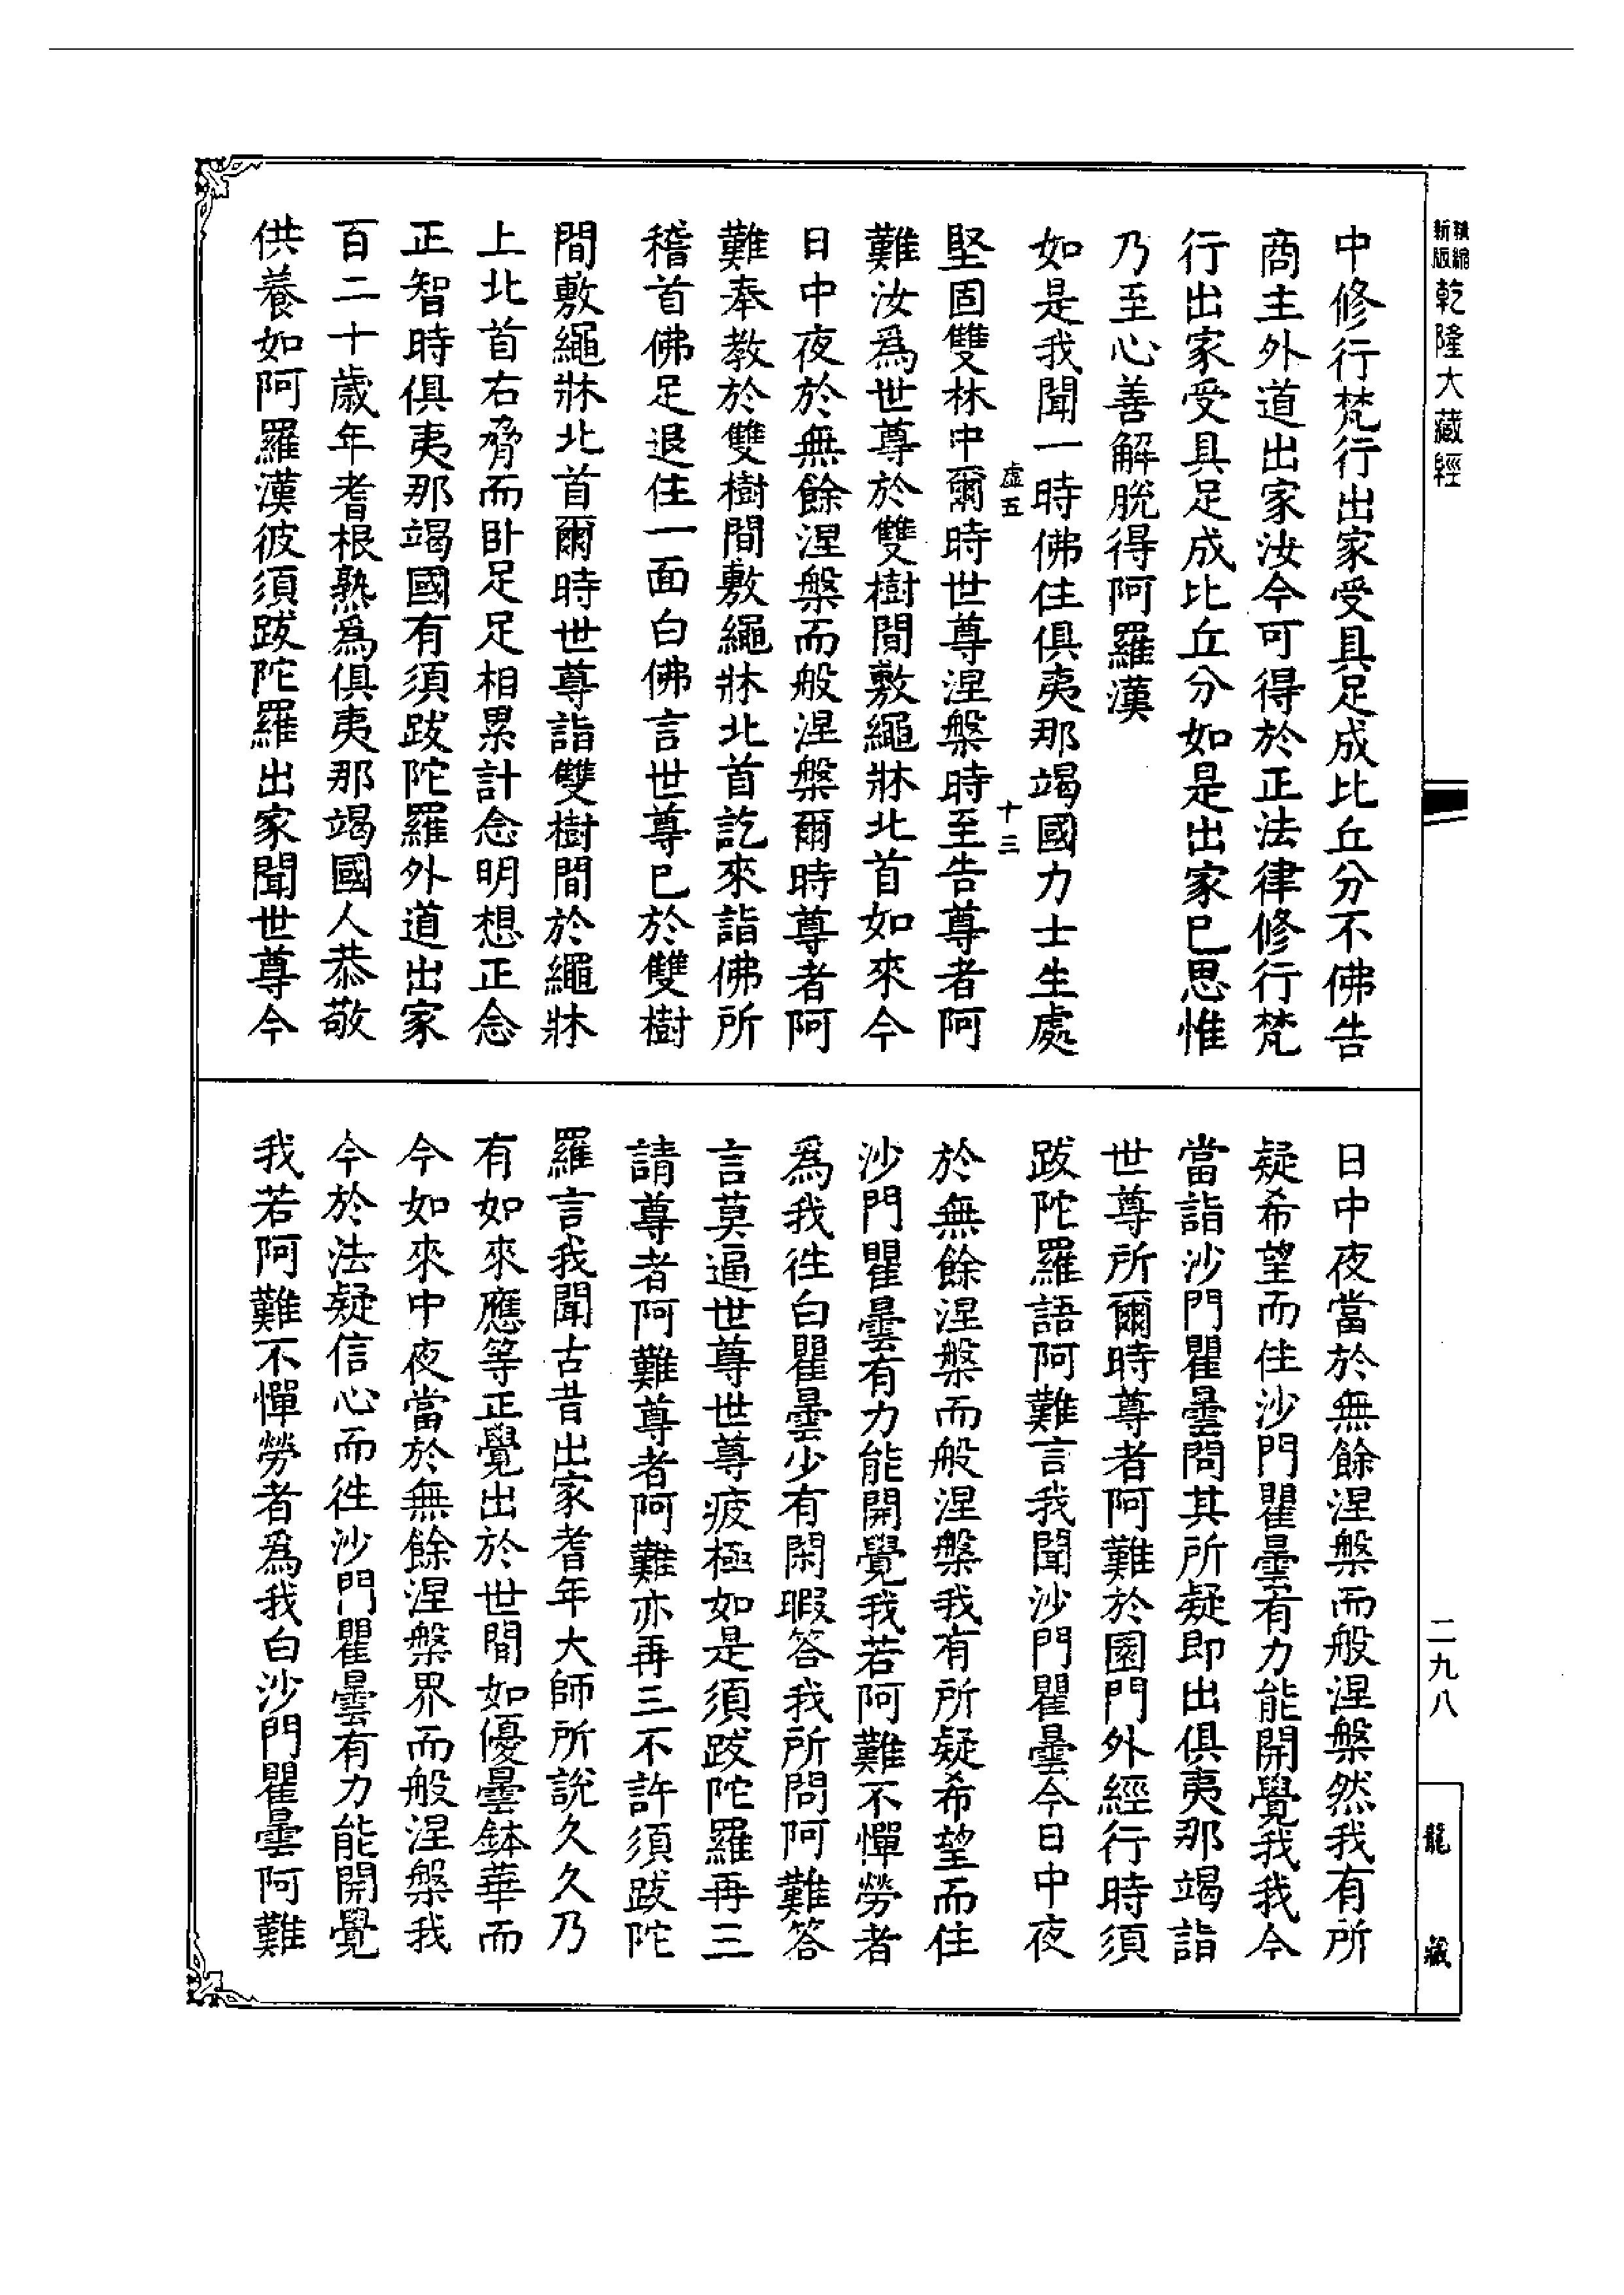 精縮
新版
乾隆大藏經
二九八
龍藏
中修行梵行出家受具足成比丘分不佛告
商主外道出家汝今可得於正法律修行梵
行出家受具足成比丘分如是出家已思惟
乃至心善解脫得阿羅漢
如是我聞一時佛住俱夷那竭國力士生處
虛五
十三
堅固雙林中爾時世尊涅槃時至告尊者阿
難汝爲世尊於雙樹間敷繩牀北首如來今
日中夜於無餘涅槃而般涅槃爾時尊者阿
難奉教於雙樹間敷繩牀北首訖來詣佛所
稽首佛足退住一面白佛言世尊已於雙樹
間敷繩牀北首爾時世尊詣雙樹間於繩牀
上北首右脅而臥足足相累計念明想正念
正智時俱夷那竭國有須跋陀羅外道出家
百二十歲年耆根熟爲俱夷那竭國人恭敬
供養如阿羅漢彼須跋陀羅出家聞世尊今
日中夜當於無餘涅槃而般涅槃然我有所
疑希望而住沙門瞿曇有力能開覺我我今
當詣沙門瞿曇問其所疑即出俱夷那竭詣
世尊所爾時尊者阿難於園門外經行時須
跋陀羅語阿難言我聞沙門瞿曇今日中夜
於無餘涅槃而般涅槃我有所疑希望而住
沙門瞿曇有力能開覺我若阿難不憚勞者
爲我往白瞿曇少有閑暇答我所問阿難答
言莫逼世尊世尊疲極如是須跋陀羅再三
請尊者阿難尊者阿難亦再三不許須跋陀
羅言我聞古昔出家耆年大師所說久久乃
有如來應等正覺出於世間如優曇鉢華而
今如來中夜當於無餘涅槃界而般涅槃我
今於法疑信心而住沙門瞿曇有力能開覺
我若阿難不憚勞者爲我白沙門瞿曇阿難